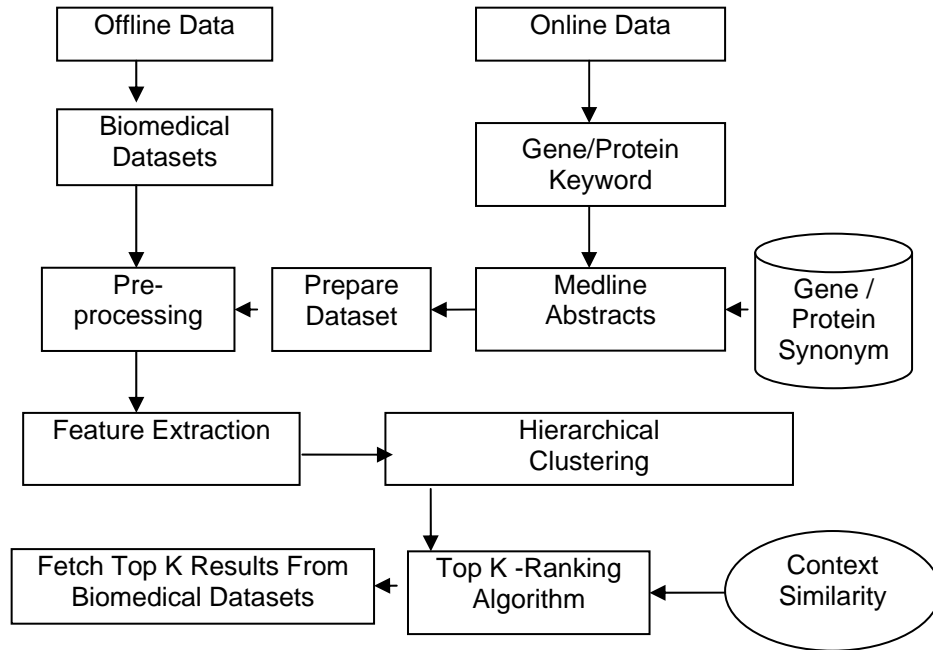 Offline Data
Online Data
Biomedical
Datasets
Gene/Protein
Keyword
Pre-
processing
Prepare
Dataset
Medline
Abstracts
Gene /
Protein
Synonym
Feature Extraction
Hierarchical
Clustering
Fetch Top K Results From
Biomedical Datasets
Top K -Ranking
Algorithm
Context
Similarity